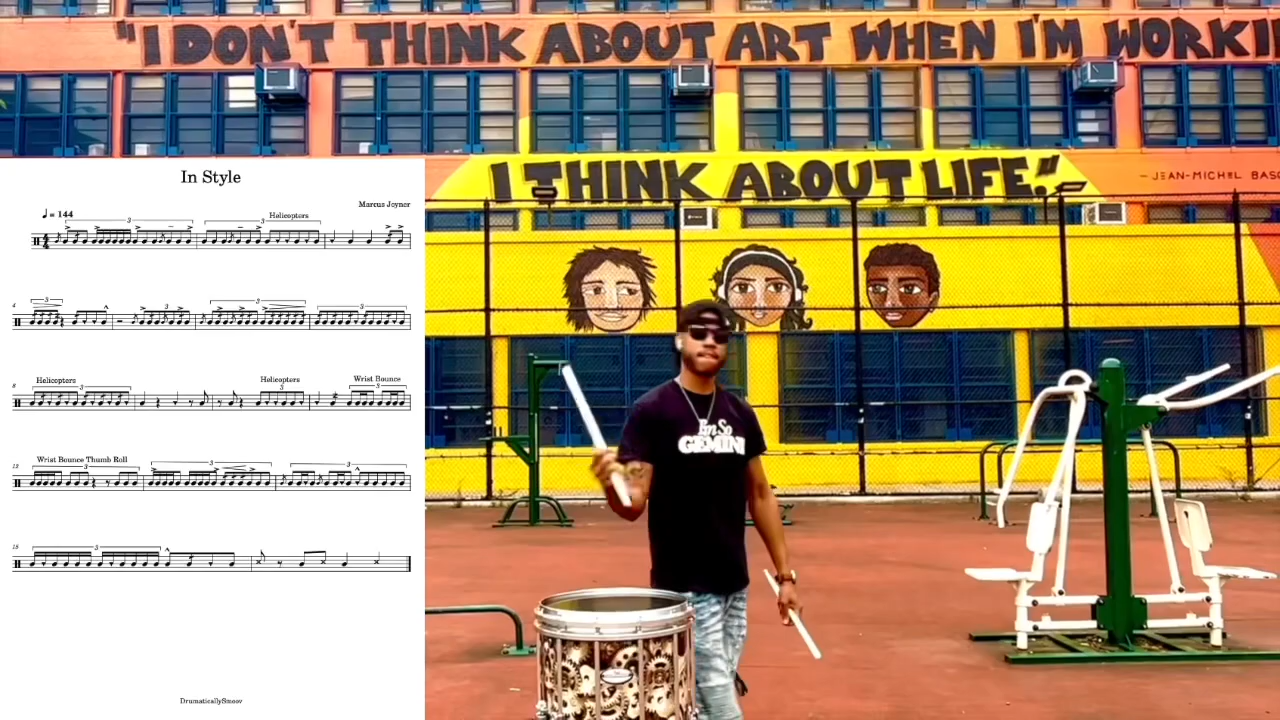 "I DON'T THINK ABOUT ART WHEN I'M WORKI
I THINK ABOUT LIFE."
— JEAN-MICHEL BASQ
In Style
Marcus Joyner
♩ = 144
Helicopters
Helicopters
Helicopters
Wrist Bounce
Wrist Bounce Thumb Roll
DrumaticallySmoov
I'm So
GEMINI